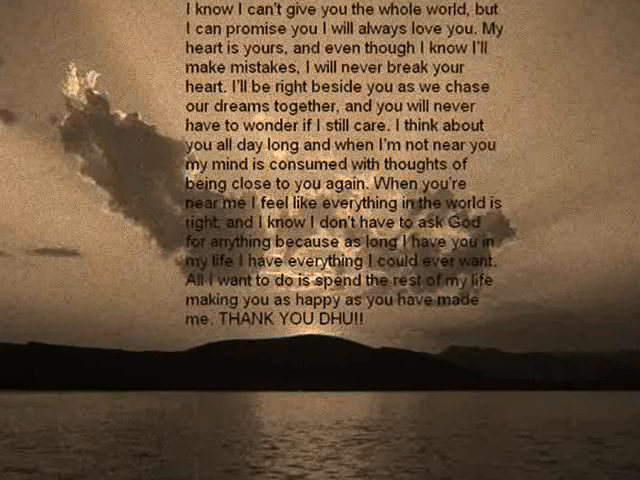 I know I can't give you the whole world, but
I can promise you I will always love you. My
heart is yours, and even though I know I'll
make mistakes, I will never break your
heart. I'll be right beside you as we chase
our dreams together, and you will never
have to wonder if I still care. I think about
you all day long and when I'm not near you
my mind is consumed with thoughts of
being close to you again. When you're
near me I feel like everything in the world is
right, and I know I don't have to ask God
for anything because as long I have you in
my life I have everything I could ever want.
All I want to do is spend the rest of my life
making you as happy as you have made
me. THANK YOU DHU!!